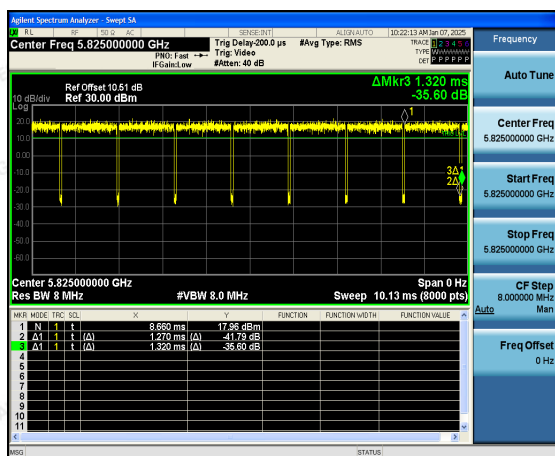 Agilent Spectrum Analyzer - Swept SA
RL RF 50 Ω AC SENSE:INT ALIGN AUTO 10:22:13 AM Jan 07, 2025
Center Freq 5.825000000 GHz
PNO: Fast
IFGain:Low
Trig Delay-200.0 µs
Trig: Video
#Atten: 40 dB
#Avg Type: RMS
TRACE 1 2 3 4 5 6
TYPE WWWWWW
DET P P P P P P
ΔMkr3 1.320 ms
-35.60 dB
Ref Offset 10.51 dB
10 dB/div Ref 30.00 dBm
Log
20.0
10.0
0.00
-10.0
-20.0
-30.0
-40.0
-50.0
-60.0
1
3Δ1
2Δ
Center 5.825000000 GHz Span 0 Hz
Res BW 8 MHz #VBW 8.0 MHz Sweep 10.13 ms (8000 pts)
MKR MODE TRC SCL X Y FUNCTION FUNCTION WIDTH FUNCTION VALUE
1 N 1 t 8.660 ms 17.96 dBm
2 Δ1 1 t (Δ) 1.270 ms (Δ) -41.79 dB
3 Δ1 1 t (Δ) 1.320 ms (Δ) -35.60 dB
4
5
6
7
8
9
10
11
MSG STATUS
Frequency
Auto Tune
Center Freq
5.825000000 GHz
Start Freq
5.825000000 GHz
Stop Freq
5.825000000 GHz
CF Step
8.000000 MHz
Auto Man
Freq Offset
0 Hz